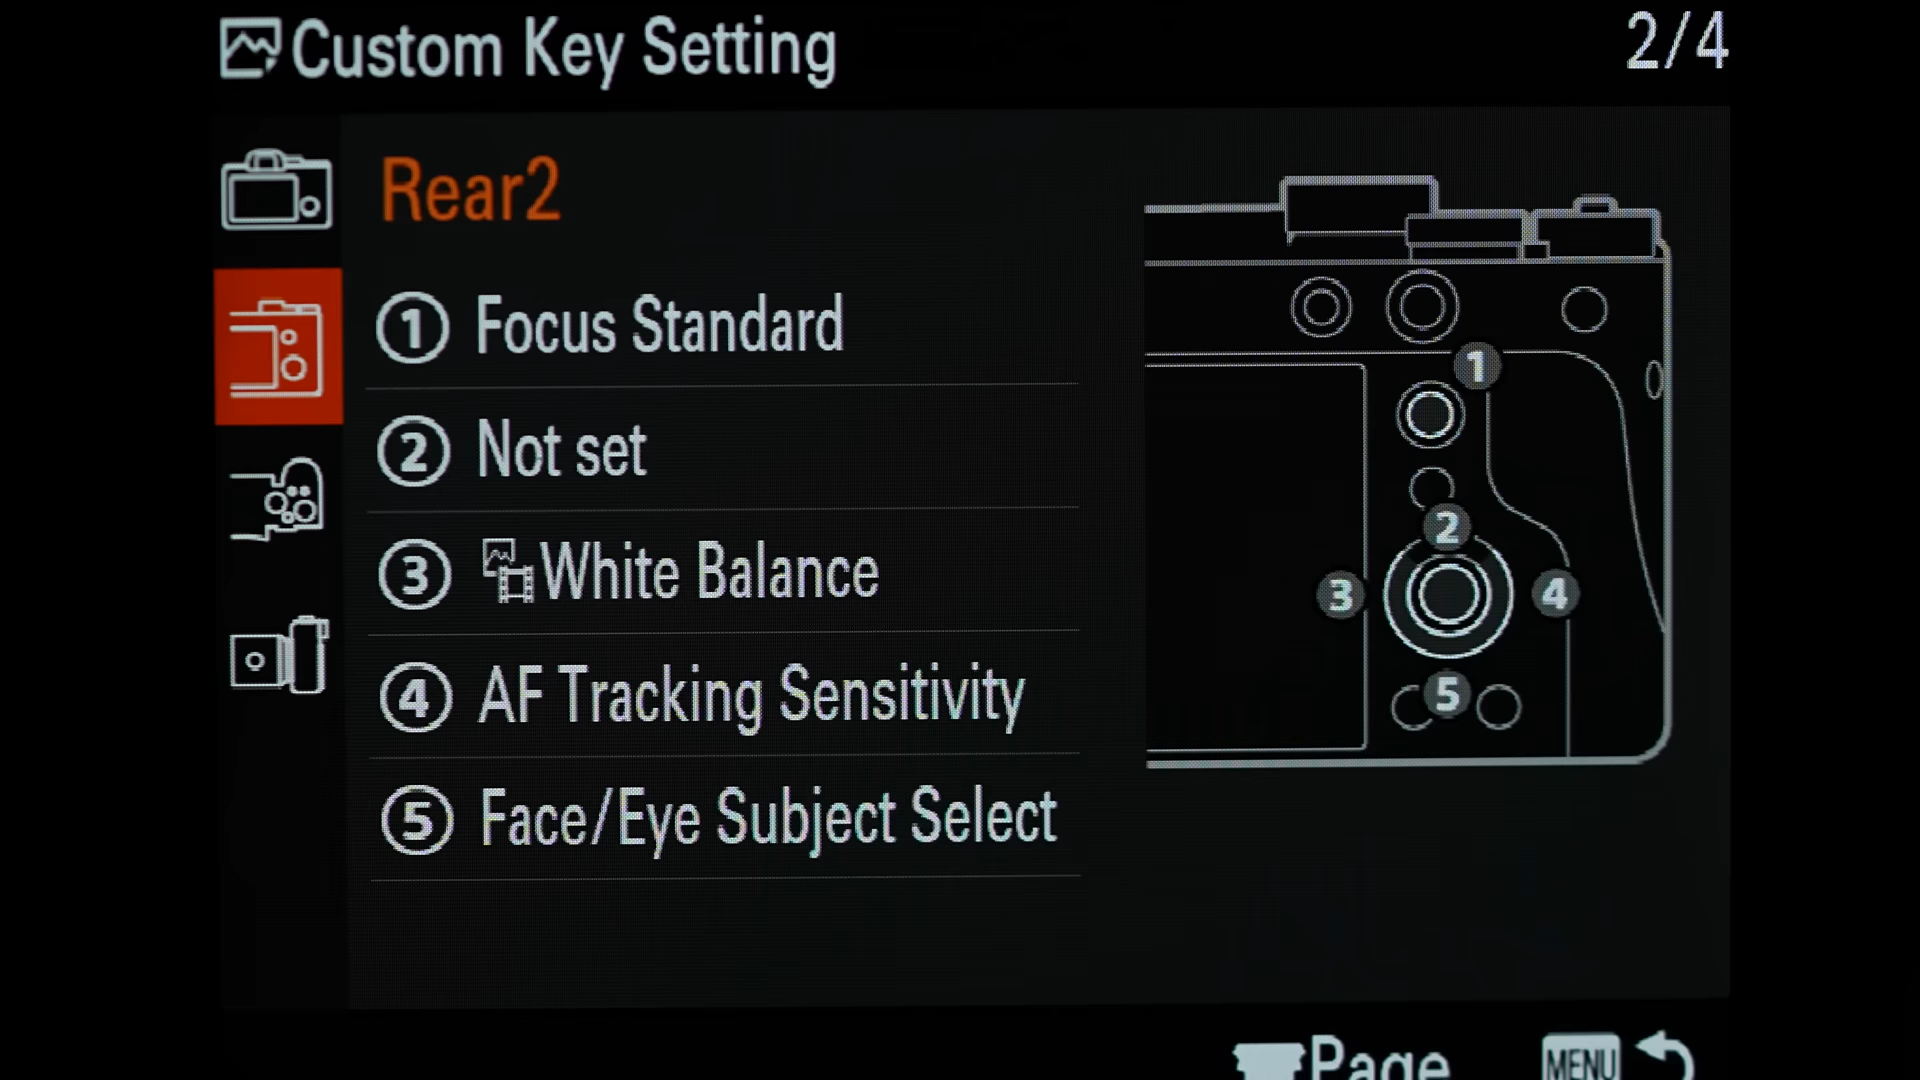 Custom Key Setting
2/4
Rear2
1 Focus Standard
2 Not set
3 White Balance
4 AF Tracking Sensitivity
5 Face/Eye Subject Select
1
2
3
4
5
Page
MENU